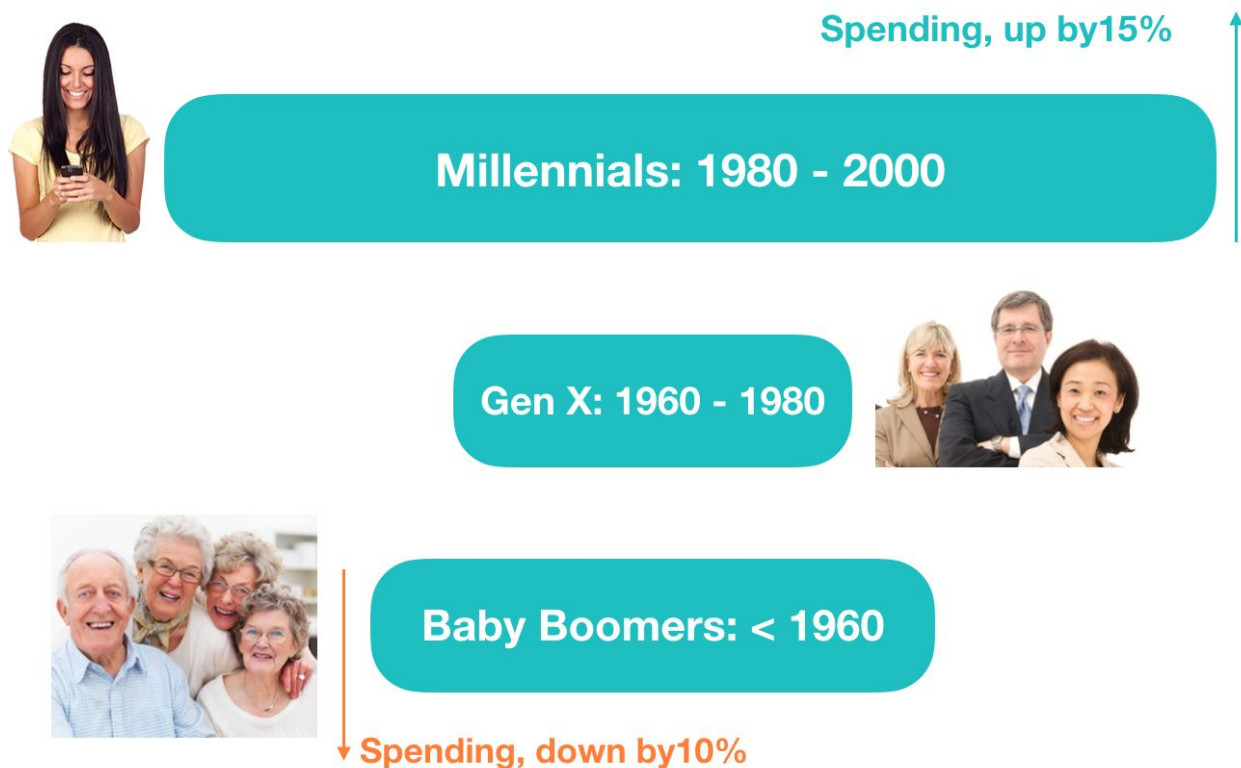 Spending, up by15%
Millennials: 1980 - 2000
Gen X: 1960 - 1980
Baby Boomers: < 1960
Spending, down by10%